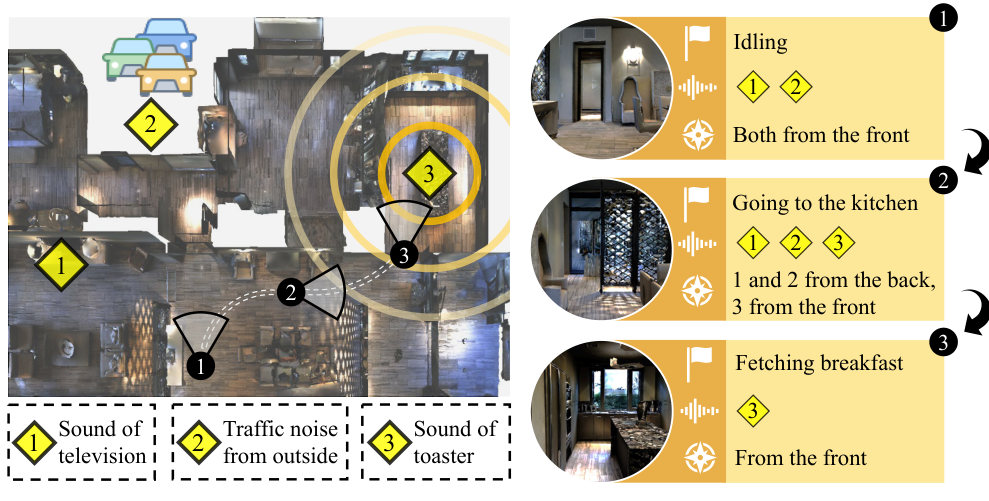 2
3
1
3
2
1
1
Sound of
television
2
Traffic noise
from outside
3
Sound of
toaster
1
Idling
1 2
Both from the front
2
Going to the kitchen
1 2 3
1 and 2 from the back,
3 from the front
3
Fetching breakfast
3
From the front